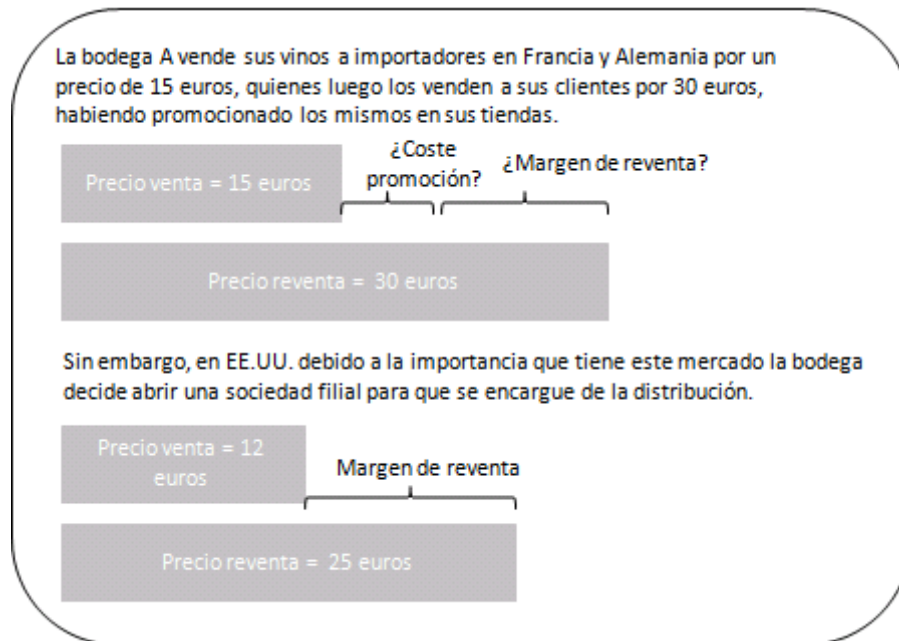 La bodega A vende sus vinos a importadores en Francia y Alemania por un
precio de 15 euros, quienes luego los venden a sus clientes por 30 euros,
habiendo promocionado los mismos en sus tiendas.
¿Coste
promoción?
¿Margen de reventa?
Precio venta = 15 euros
Precio reventa = 30 euros
Sin embargo, en EE.UU. debido a la importancia que tiene este mercado la bodega
decide abrir una sociedad filial para que se encargue de la distribución.
Precio venta = 12
euros
Margen de reventa
Precio reventa = 25 euros